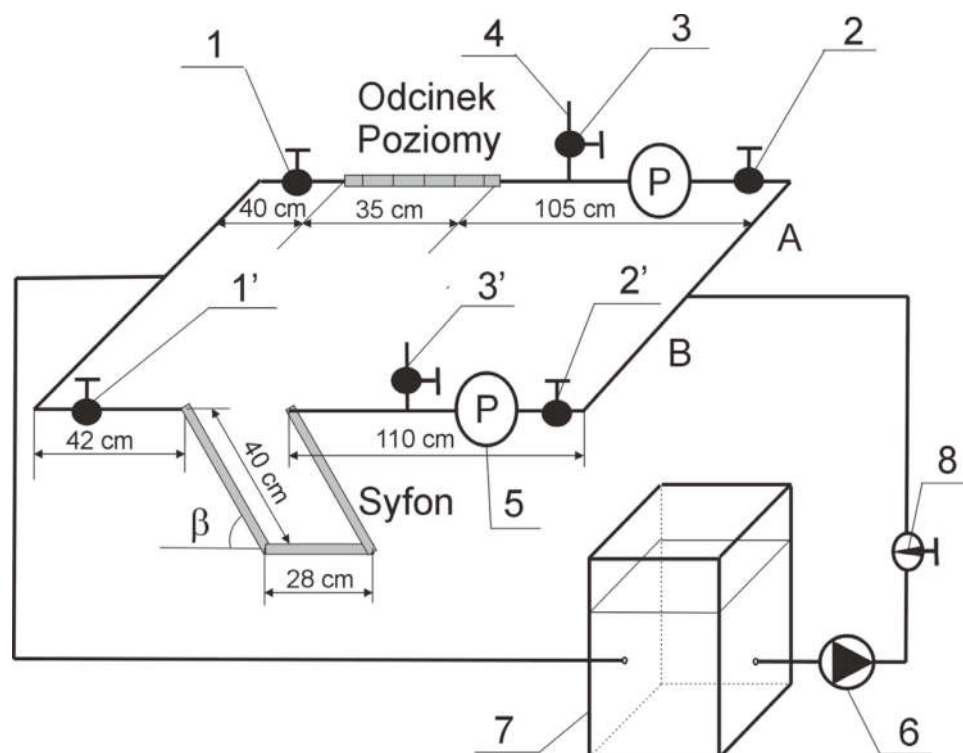 1
4
3
2
Odcinek
Poziomy
P
40 cm
35 cm
105 cm
A
1'
3'
2'
B
P
42 cm
40 cm
110 cm
8
β
Syfon
5
28 cm
7
6